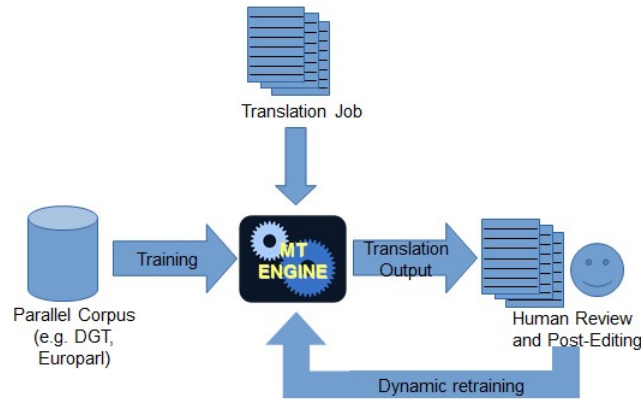 Translation Job
Training
MT
ENGINE
Translation
Output
Parallel Corpus
(e.g. DGT,
Europarl)
Human Review
and Post-Editing
Dynamic retraining